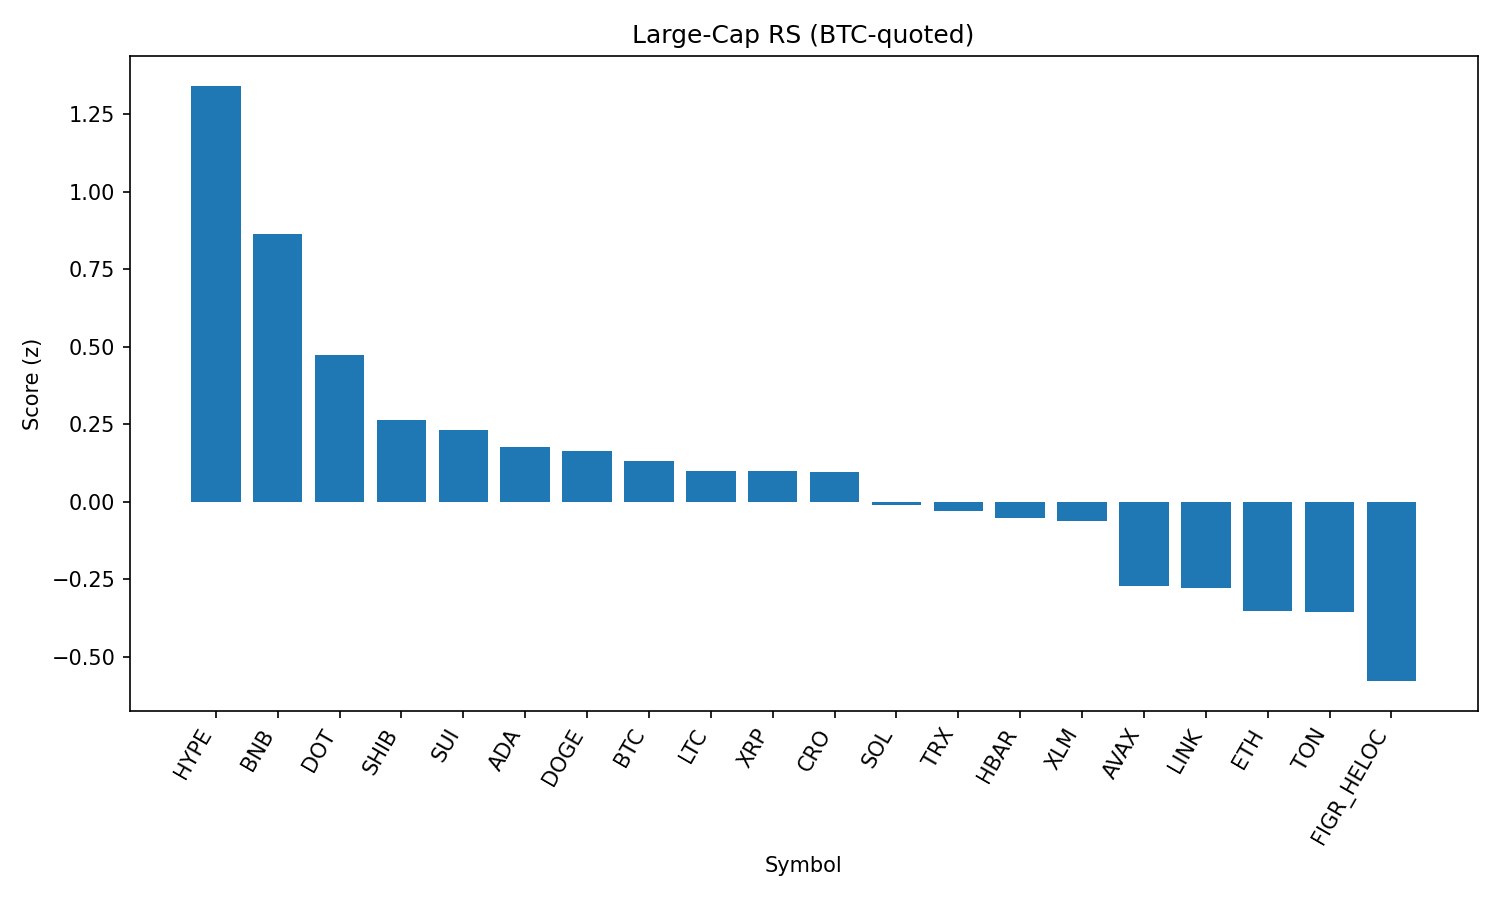 Large-Cap RS (BTC-quoted)
Score (z)
1.25
1.00
0.75
0.50
0.25
0.00
−0.25
−0.50
HYPE
BNB
DOT
SHIB
SUI
ADA
DOGE
BTC
LTC
XRP
CRO
SOL
TRX
HBAR
XLM
AVAX
LINK
ETH
TON
FIGR_HELOC
Symbol